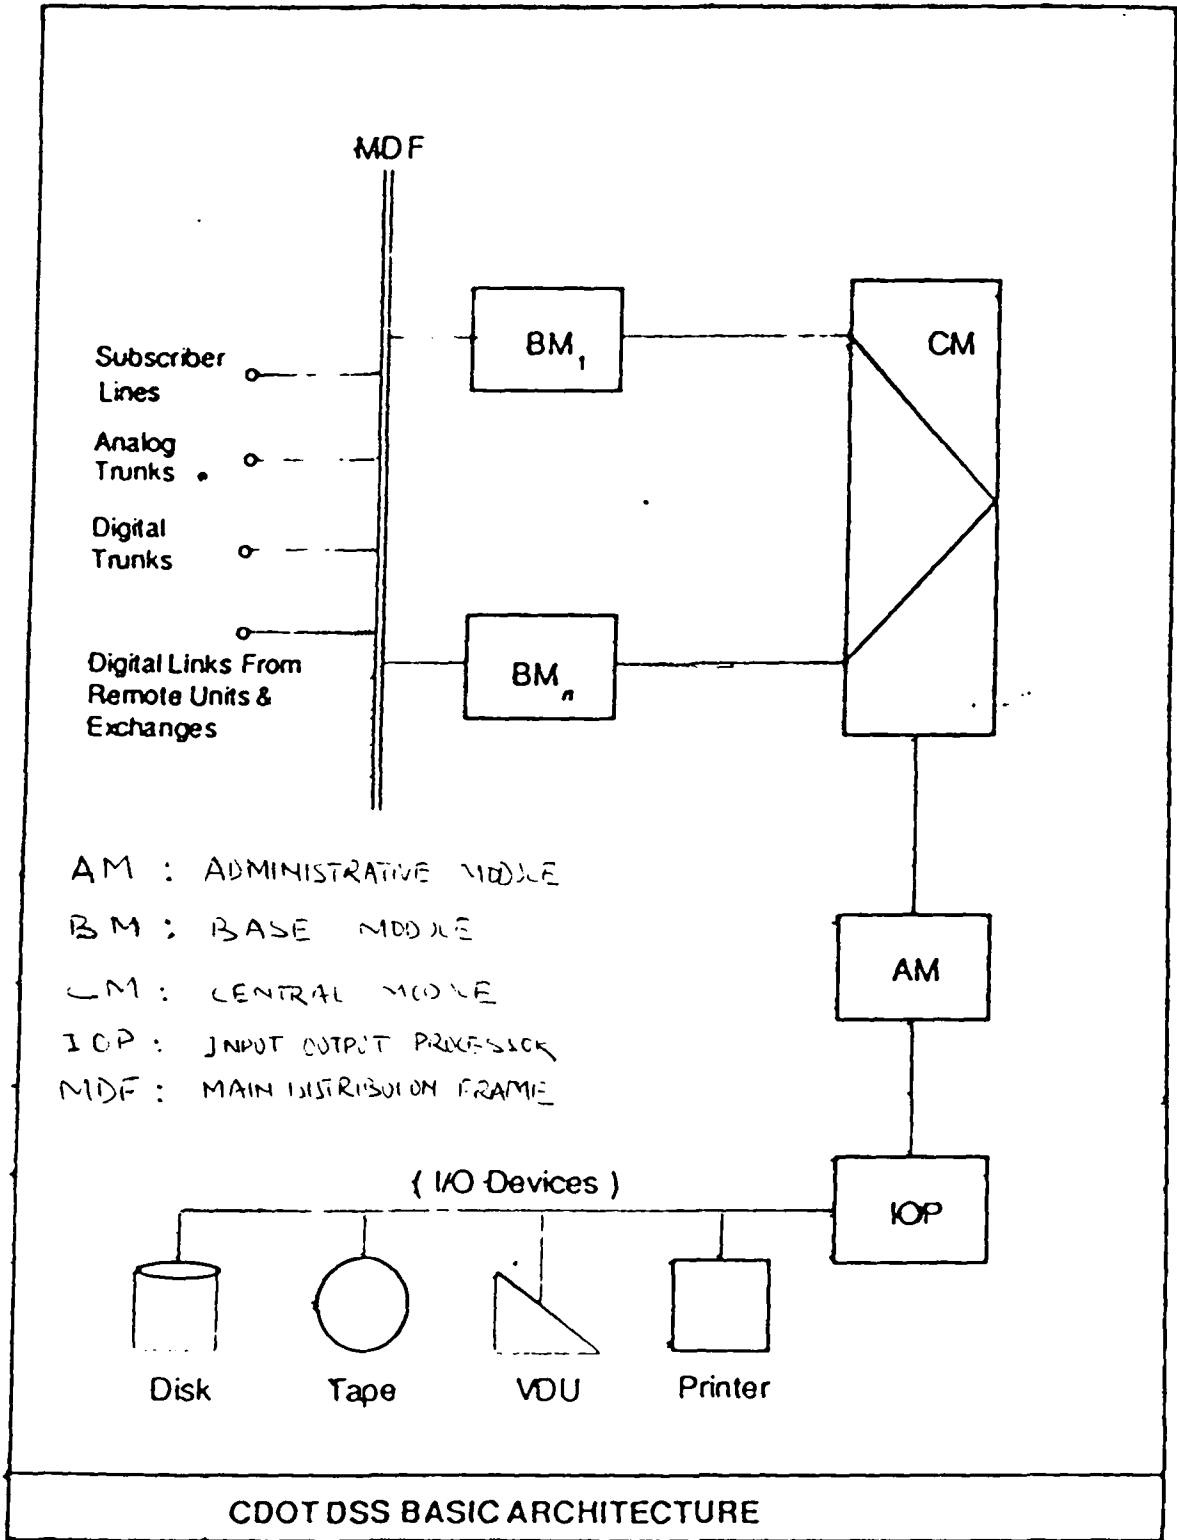 MDF
BM1
CM
Subscriber
Lines
Analog
Trunks
Digital
Trunks
Digital Links From
Remote Units &
Exchanges
BMn
AM : ADMINISTRATIVE MODULE
BM : BASE MODULE
CM : CENTRAL MODULE
IOP : INPUT OUTPUT PROCESSOR
MDF : MAIN DISTRIBUION FRAME
AM
( I/O Devices )
IOP
Disk
Tape
VDU
Printer
CDOT DSS BASIC ARCHITECTURE